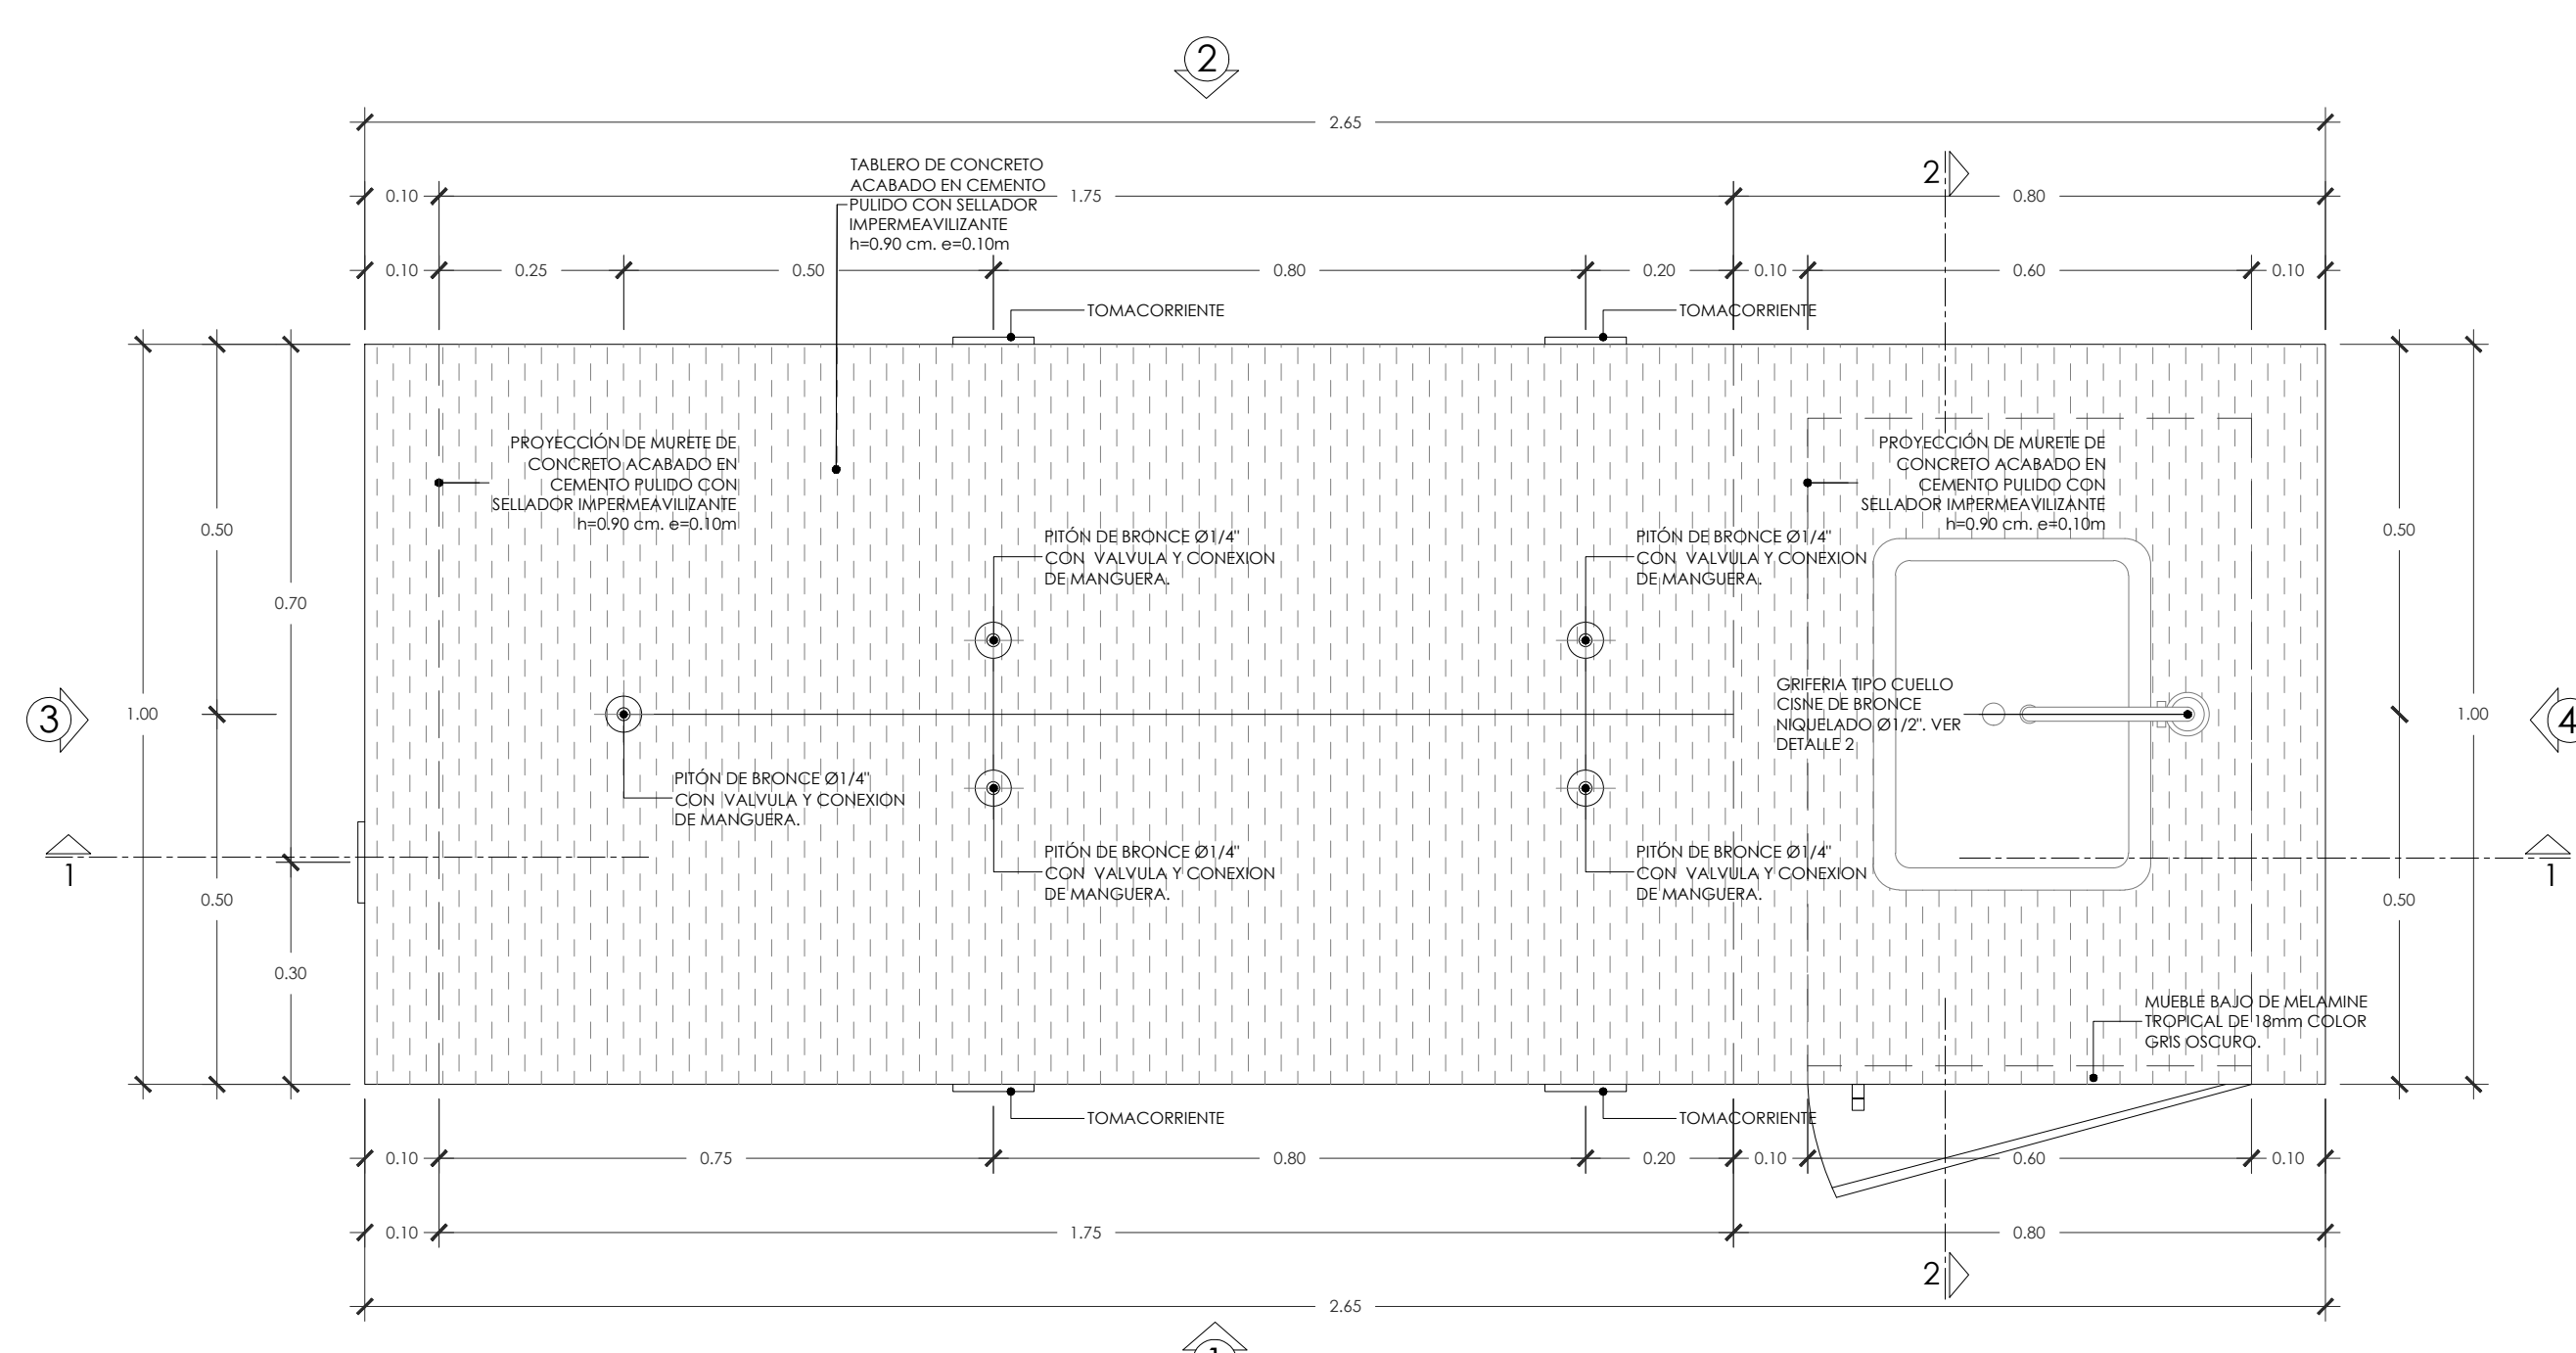 2
2.65
0.10
1.75
0.80
2
TABLERO DE CONCRETO
ACABADO EN CEMENTO
PULIDO CON SELLADOR
IMPERMEAVILIZANTE
h=0.90 cm. e=0.10m
0.10
0.25
0.50
0.80
0.20
0.10
0.60
0.10
TOMACORRIENTE
TOMACORRIENTE
PROYECCIÓN DE MURETE DE
CONCRETO ACABADO EN
CEMENTO PULIDO CON
SELLADOR IMPERMEAVILIZANTE
h=0.90 cm. e=0.10m
PROYECCIÓN DE MURETE DE
CONCRETO ACABADO EN
CEMENTO PULIDO CON
SELLADOR IMPERMEAVILIZANTE
h=0.90 cm. e=0.10m
0.50
0.50
PITÓN DE BRONCE Ø1/4"
CON VALVULA Y CONEXION
DE MANGUERA.
PITÓN DE BRONCE Ø1/4"
CON VALVULA Y CONEXION
DE MANGUERA.
0.70
GRIFERIA TIPO CUELLO
CISNE DE BRONCE
NIQUELADO Ø1/2". VER
DETALLE 2
3
1.00
1.00
4
PITÓN DE BRONCE Ø1/4"
CON VALVULA Y CONEXION
DE MANGUERA.
PITÓN DE BRONCE Ø1/4"
CON VALVULA Y CONEXION
DE MANGUERA.
PITÓN DE BRONCE Ø1/4"
CON VALVULA Y CONEXION
DE MANGUERA.
1
1
0.50
0.50
0.30
MUEBLE BAJO DE MELAMINE
TROPICAL DE 18mm COLOR
GRIS OSCURO.
TOMACORRIENTE
TOMACORRIENTE
0.10
0.75
0.80
0.20
0.10
0.60
0.10
0.10
1.75
0.80
2
2.65